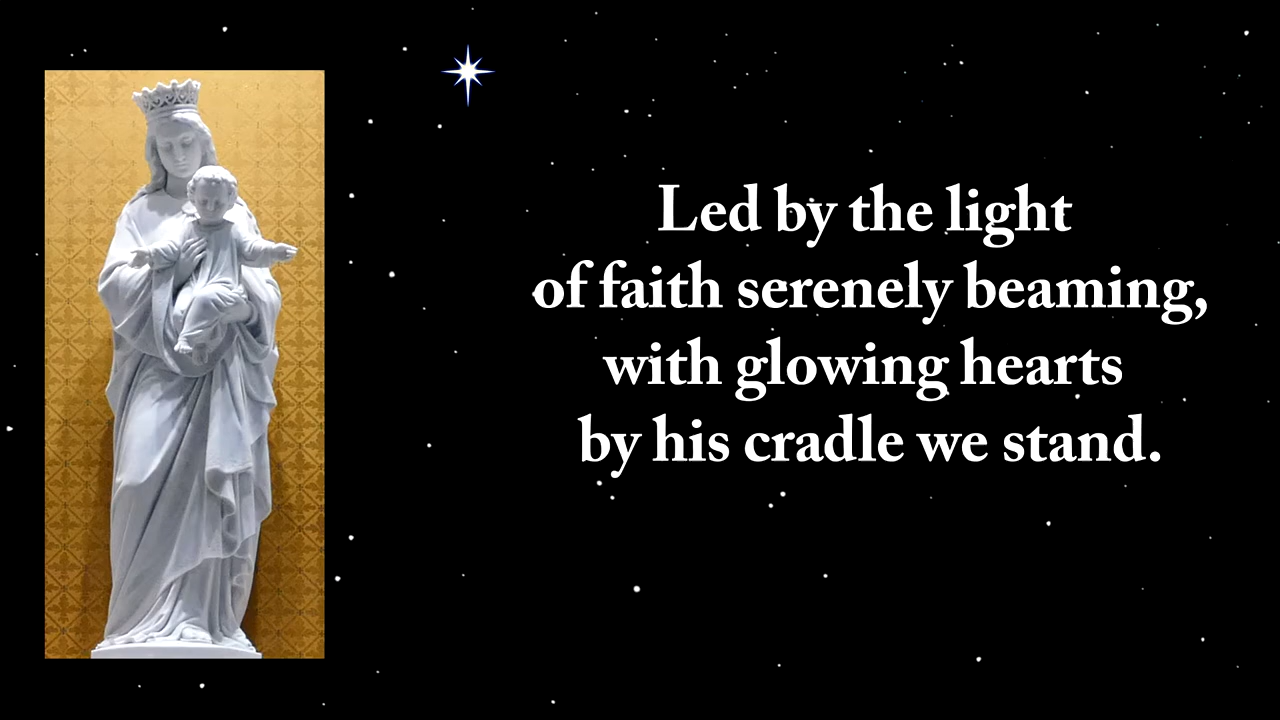 Led by the light
of faith serenely beaming,
with glowing hearts
by his cradle we stand.